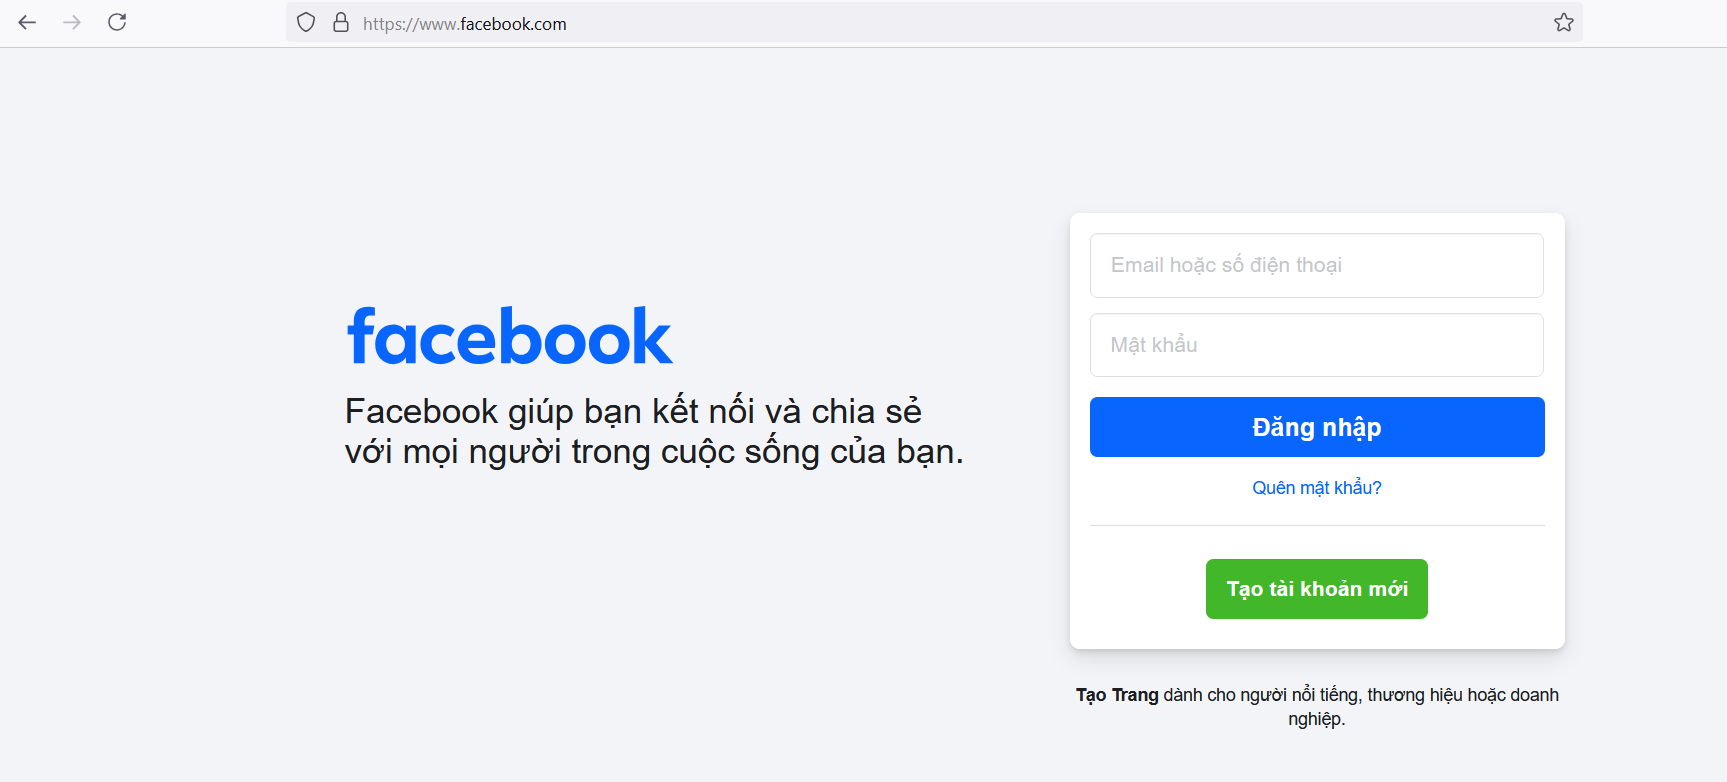 https://www.facebook.com
facebook
Facebook giúp bạn kết nối và chia sẻ
với mọi người trong cuộc sống của bạn.
Email hoặc số điện thoại
Mật khẩu
Đăng nhập
Quên mật khẩu?
Tạo tài khoản mới
Tạo Trang dành cho người nổi tiếng, thương hiệu hoặc doanh
nghiệp.